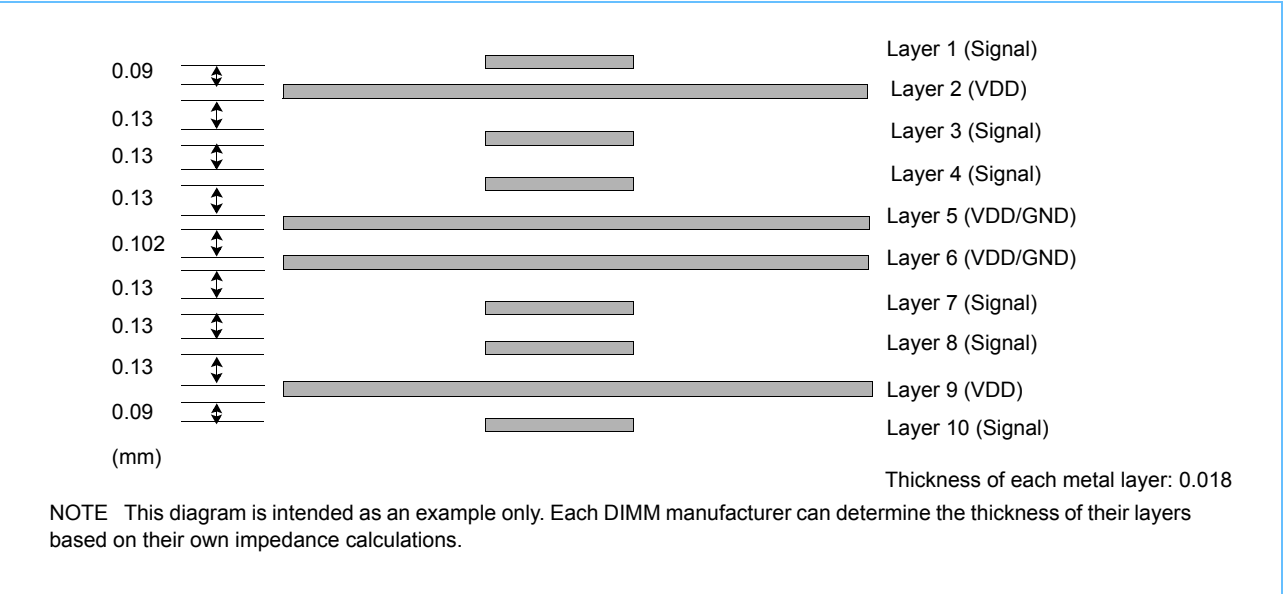 Layer 1 (Signal)
0.09
Layer 2 (VDD)
0.13
Layer 3 (Signal)
0.13
Layer 4 (Signal)
0.13
Layer 5 (VDD/GND)
0.102
Layer 6 (VDD/GND)
0.13
Layer 7 (Signal)
0.13
Layer 8 (Signal)
0.13
Layer 9 (VDD)
0.09
Layer 10 (Signal)
(mm)
Thickness of each metal layer: 0.018
NOTE This diagram is intended as an example only. Each DIMM manufacturer can determine the thickness of their layers
based on their own impedance calculations.